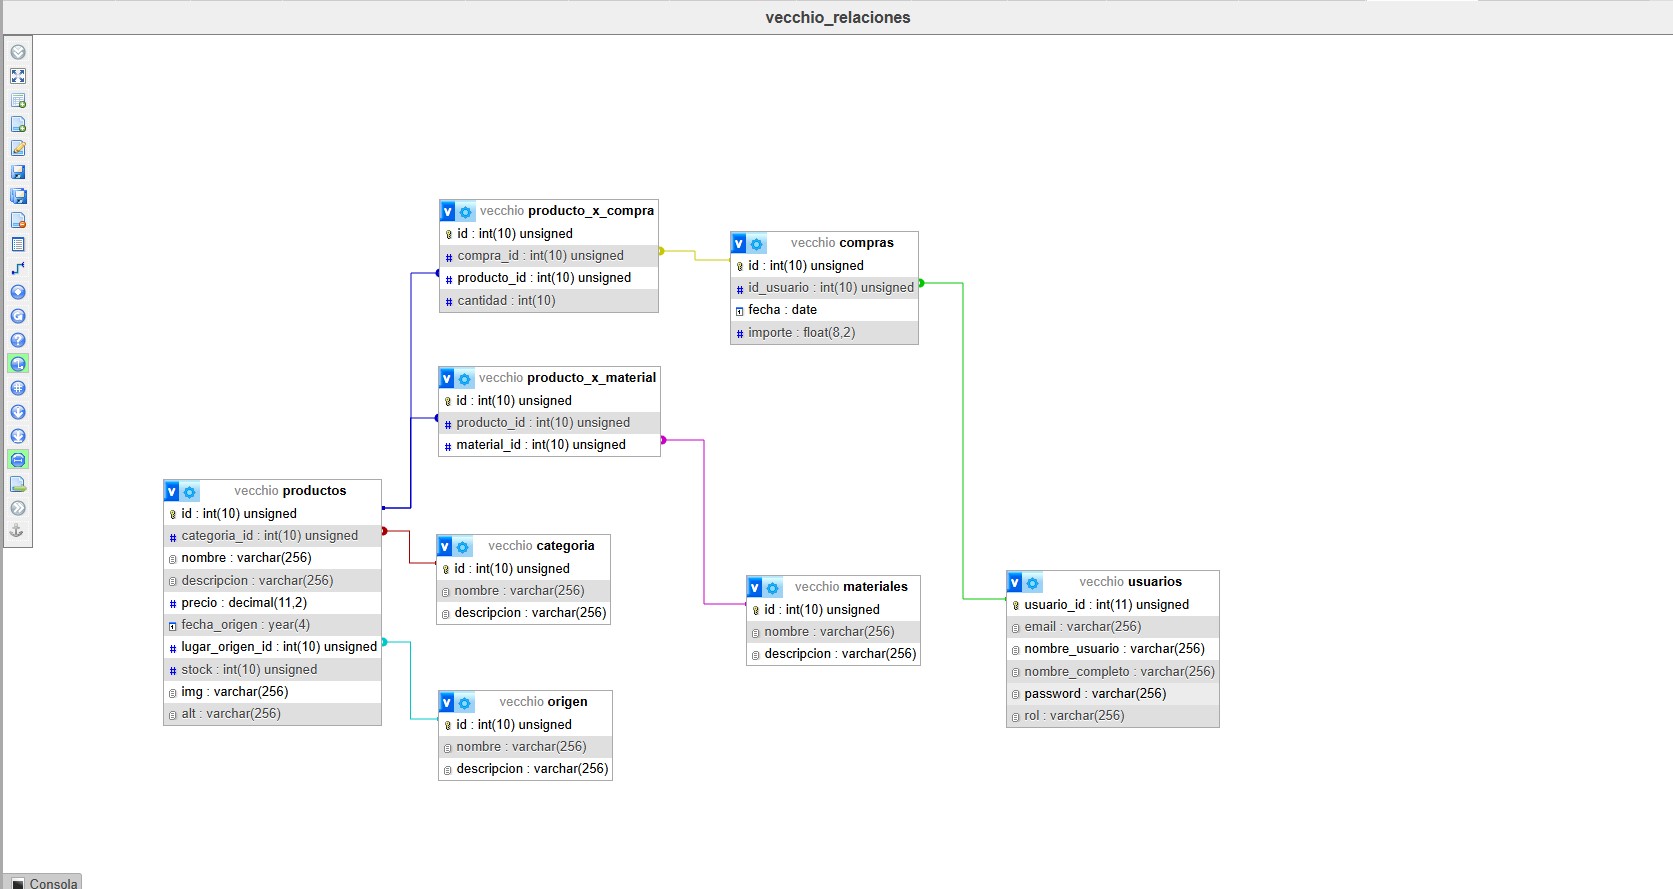 vecchio_relaciones
vecchio producto_x_compra
id : int(10) unsigned
compra_id : int(10) unsigned
producto_id : int(10) unsigned
cantidad : int(10)
vecchio compras
id : int(10) unsigned
id_usuario : int(10) unsigned
fecha : date
importe : float(8,2)
vecchio producto_x_material
id : int(10) unsigned
producto_id : int(10) unsigned
material_id : int(10) unsigned
vecchio productos
id : int(10) unsigned
categoria_id : int(10) unsigned
nombre : varchar(256)
descripcion : varchar(256)
precio : decimal(11,2)
fecha_origen : year(4)
lugar_origen_id : int(10) unsigned
stock : int(10) unsigned
img : varchar(256)
alt : varchar(256)
vecchio categoria
id : int(10) unsigned
nombre : varchar(256)
descripcion : varchar(256)
vecchio materiales
id : int(10) unsigned
nombre : varchar(256)
descripcion : varchar(256)
vecchio usuarios
usuario_id : int(11) unsigned
email : varchar(256)
nombre_usuario : varchar(256)
nombre_completo : varchar(256)
password : varchar(256)
rol : varchar(256)
vecchio origen
id : int(10) unsigned
nombre : varchar(256)
descripcion : varchar(256)
Consola